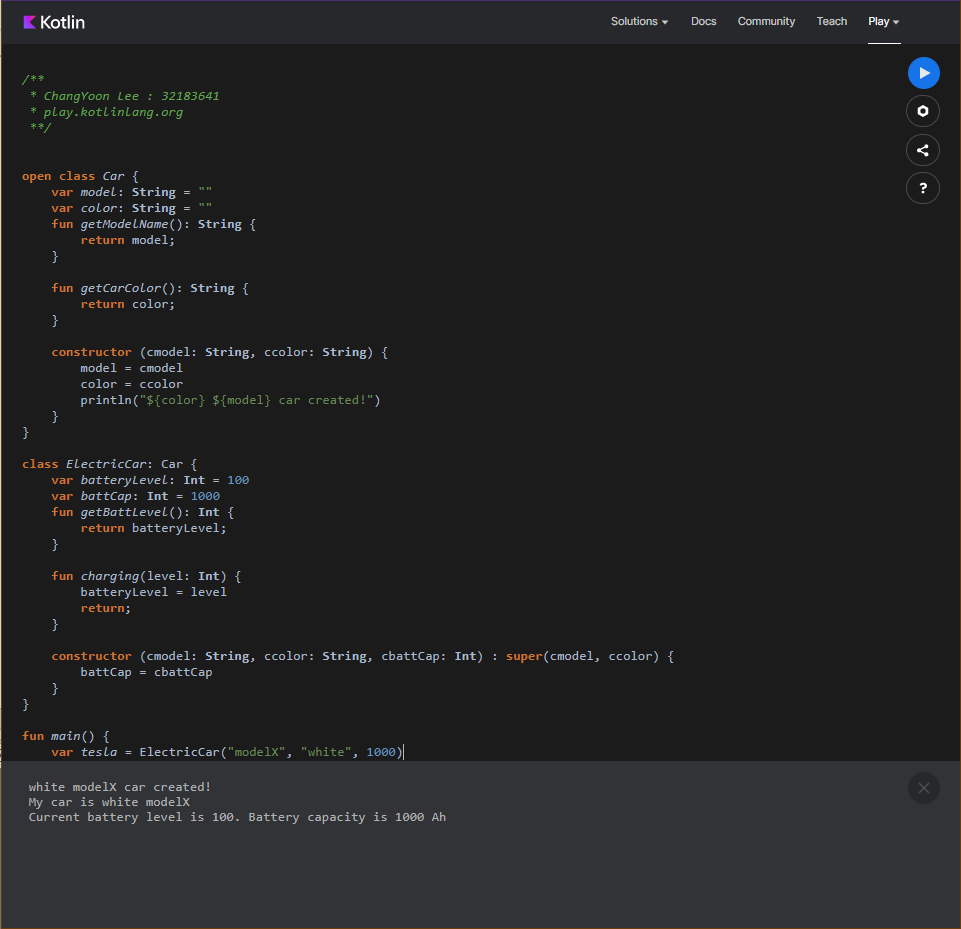 Kotlin
Solutions Docs Community Teach Play
/**
 * ChangYoon Lee : 32183641
 * play.kotlinlang.org
 **/
open class Car {
    var model: String = ""
    var color: String = ""
    fun getModelName(): String {
        return model;
    }
    fun getCarColor(): String {
        return color;
    }
    constructor (cmodel: String, ccolor: String) {
        model = cmodel
        color = ccolor
        println("${color} ${model} car created!")
    }
}
class ElectricCar: Car {
    var batteryLevel: Int = 100
    var battCap: Int = 1000
    fun getBattLevel(): Int {
        return batteryLevel;
    }
    fun charging(level: Int) {
        batteryLevel = level
        return;
    }
    constructor (cmodel: String, ccolor: String, cbattCap: Int) : super(cmodel, ccolor) {
        battCap = cbattCap
    }
}
fun main() {
    var tesla = ElectricCar("modelX", "white", 1000)
white modelX car created!
My car is white modelX
Current battery level is 100. Battery capacity is 1000 Ah